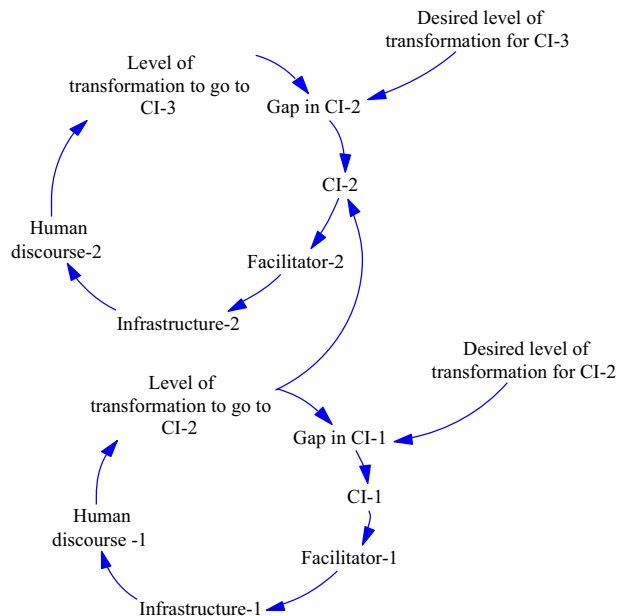 Desired level of
transformation for CI-3
Level of
transformation to go to
CI-3
Gap in CI-2
CI-2
Human
discourse-2
Facilitator-2
Infrastructure-2
Desired level of
transformation for CI-2
Level of
transformation to go to
CI-2
Gap in CI-1
CI-1
Human
discourse -1
Facilitator-1
Infrastructure-1